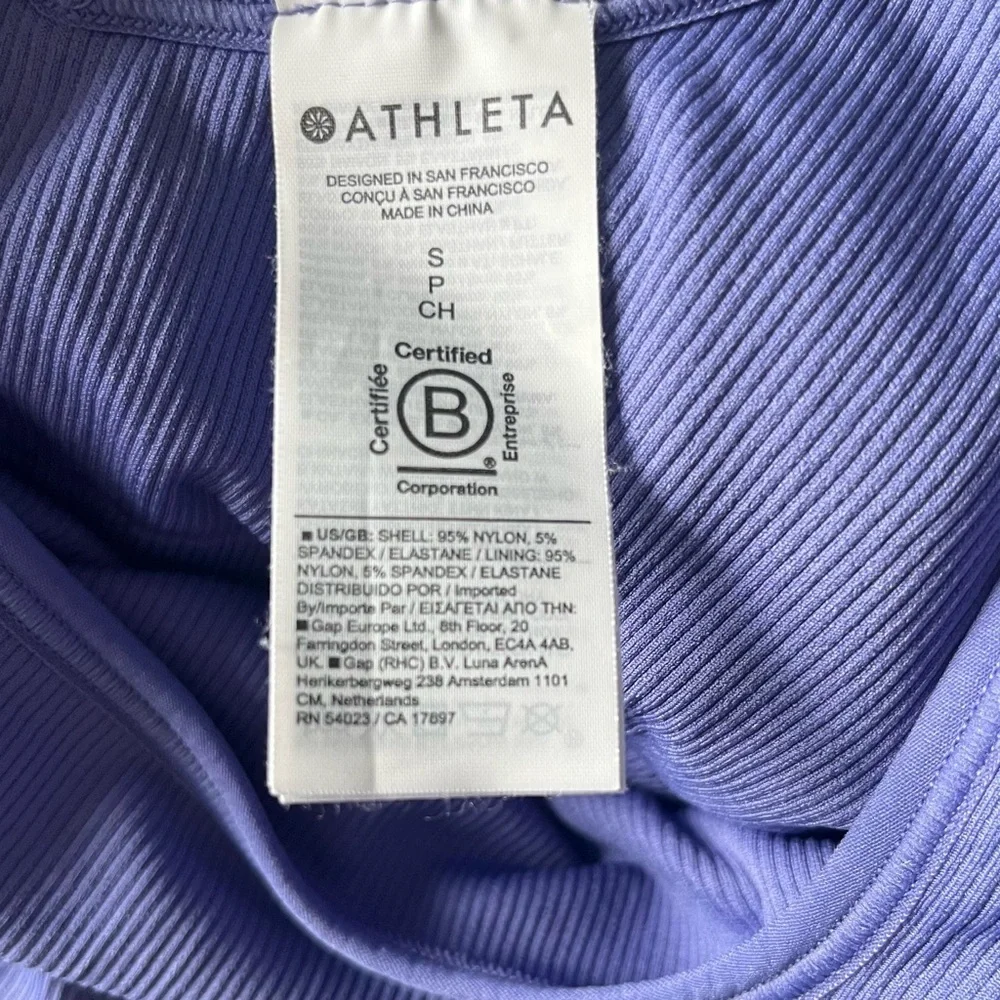 ATHLETA
DESIGNED IN SAN FRANCISCO
CONÇU À SAN FRANCISCO
MADE IN CHINA
S
P
CH
Certified
Certifiée
B
Entreprise
®
Corporation
US/GB: SHELL: 95% NYLON, 5%
SPANDEX / ELASTANE / LINING: 95%
NYLON, 5% SPANDEX / ELASTANE
DISTRIBUIDO POR / Imported
By/Importe Par / ΕΙΣΑΓΕΤΑΙ ΑΠΟ ΤΗΝ:
Gap Europe Ltd., 8th Floor, 20
Farringdon Street, London, EC4A 4AB,
UK. Gap (RHC) B.V. Luna ArenA
Herikerbergweg 238 Amsterdam 1101
CM, Netherlands
RN 54023 / CA 17897